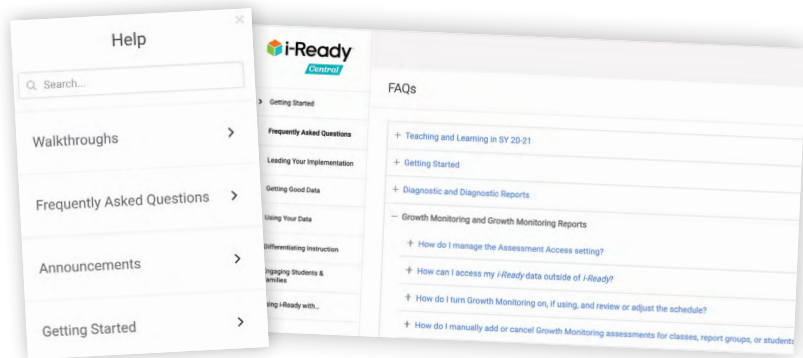 Help
Search...
Walkthroughs
Frequently Asked Questions
Announcements
Getting Started
i-Ready
Central
Getting Started
Frequently Asked Questions
Leading Your Implementation
Getting Good Data
Using Your Data
Differentiating Instruction
Engaging Students &
Families
i-Ready with...
FAQs
+ Teaching and Learning in SY 20-21
+ Getting Started
+ Diagnostic and Diagnostic Reports
− Growth Monitoring and Growth Monitoring Reports
+ How do I manage the Assessment Access setting?
+ How can I access my i-Ready data outside of i-Ready?
+ How do I turn Growth Monitoring on, if using, and review or adjust the schedule?
+ How do I manually add or cancel Growth Monitoring assessments for classes, report groups, or students